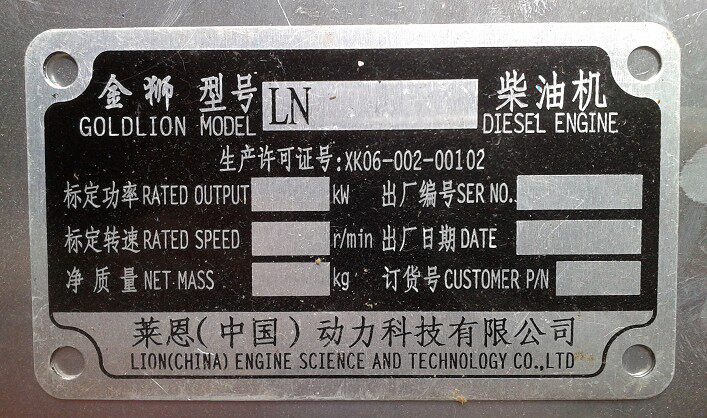 金狮 型号 LN 柴油机
GOLDLION MODEL DIESEL ENGINE
生产许可证号:XK06-002-00102
标定功率 RATED OUTPUT kW 出厂编号 SER NO.:
标定转速 RATED SPEED r/min 出厂日期 DATE
净质量 NET MASS kg 订货号 CUSTOMER P/N
莱恩(中国)动力科技有限公司
LION(CHINA) ENGINE SCIENCE AND TECHNOLOGY CO.,LTD